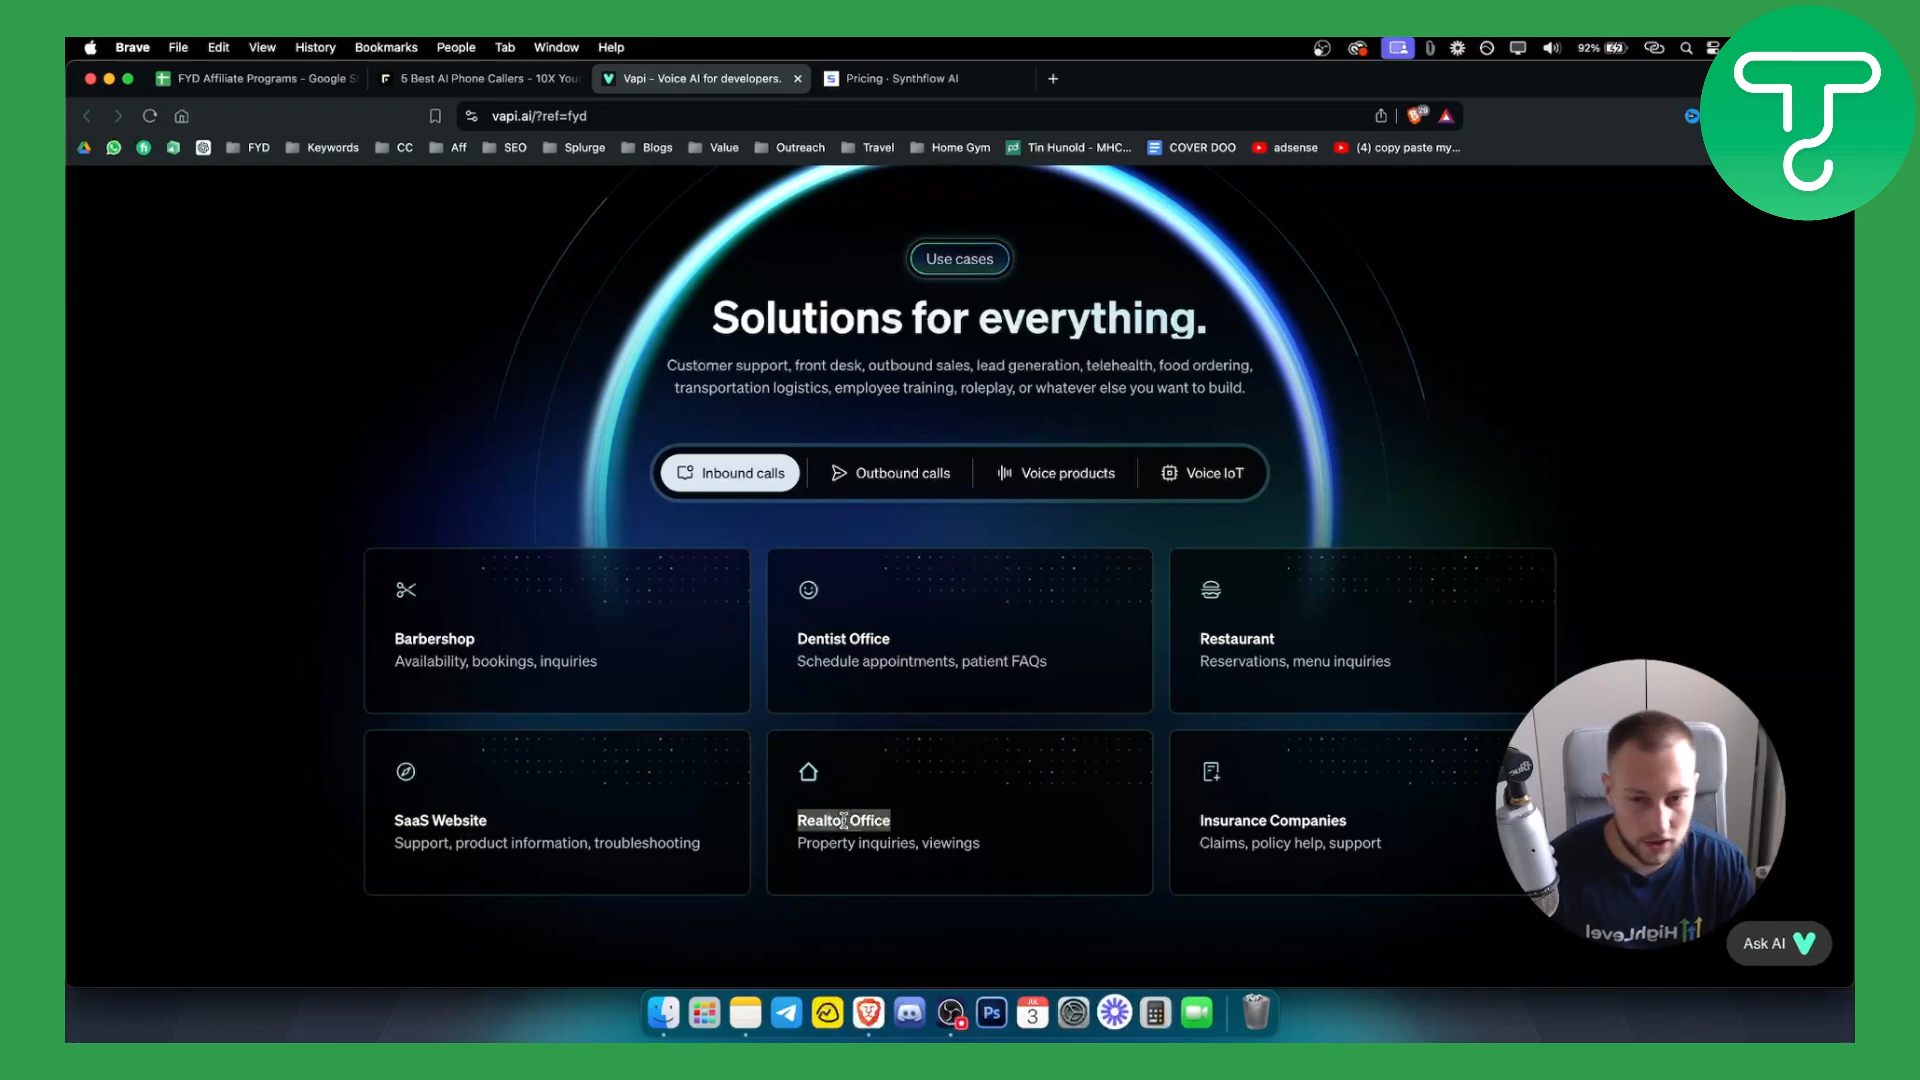 Brave File Edit View History Bookmarks People Tab Window Help
92%
FYD Affiliate Programs - Google S
5 Best AI Phone Callers - 10X You
Vapi - Voice AI for developers.
Pricing · Synthflow AI
vapi.ai/?ref=fyd
FYD Keywords CC Aff SEO Splurge Blogs Value Outreach Travel Home Gym Tin Hunold - MHC... COVER DOO adsense (4) copy paste my...
Use cases
Solutions for everything.
Customer support, front desk, outbound sales, lead generation, telehealth, food ordering,
transportation logistics, employee training, roleplay, or whatever else you want to build.
Inbound calls
Outbound calls
Voice products
Voice IoT
Barbershop
Availability, bookings, inquiries
Dentist Office
Schedule appointments, patient FAQs
Restaurant
Reservations, menu inquiries
SaaS Website
Support, product information, troubleshooting
Realtor Office
Property inquiries, viewings
Insurance Companies
Claims, policy help, support
Blue
HighLevel
Ask AI
Ps
JUL
3